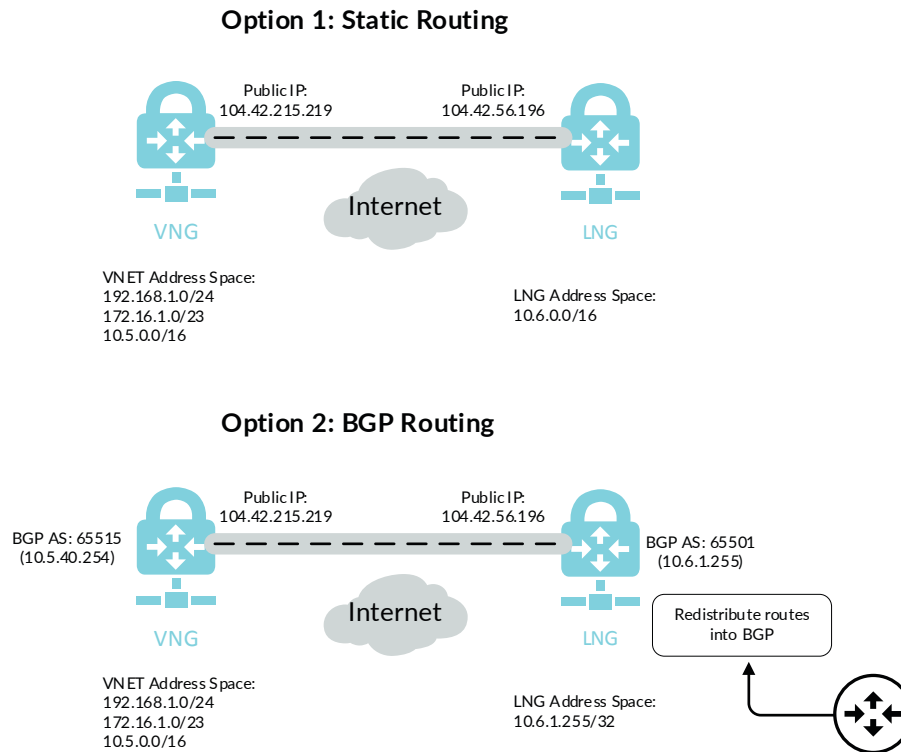 Option 1: Static Routing
Public IP:
104.42.215.219
Public IP:
104.42.56.196
Internet
VNG
LNG
VNET Address Space:
192.168.1.0/24
172.16.1.0/23
10.5.0.0/16
LNG Address Space:
10.6.0.0/16
Option 2: BGP Routing
Public IP:
104.42.215.219
Public IP:
104.42.56.196
BGP AS: 65515
(10.5.40.254)
BGP AS: 65501
(10.6.1.255)
Internet
VNG
LNG
Redistribute routes
into BGP
VNET Address Space:
192.168.1.0/24
172.16.1.0/23
10.5.0.0/16
LNG Address Space:
10.6.1.255/32